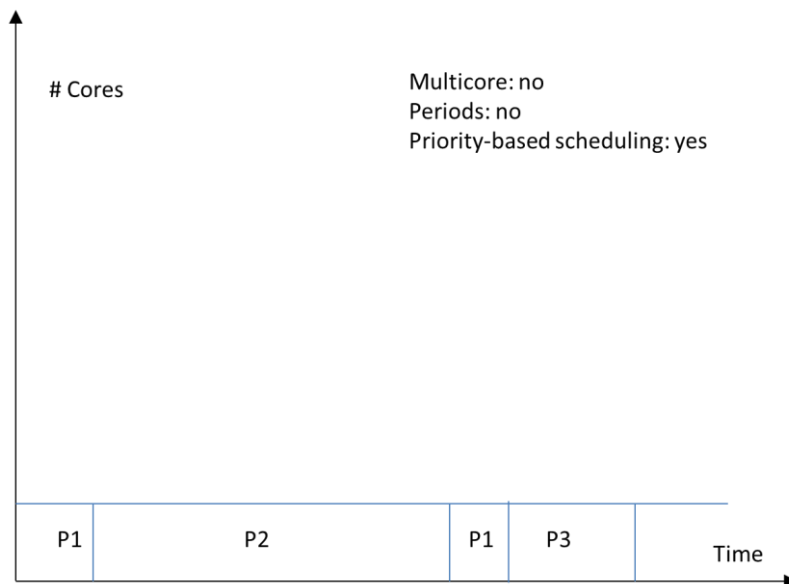 # Cores
Multicore: no
Periods: no
Priority-based scheduling: yes
P1
P2
P1
P3
Time